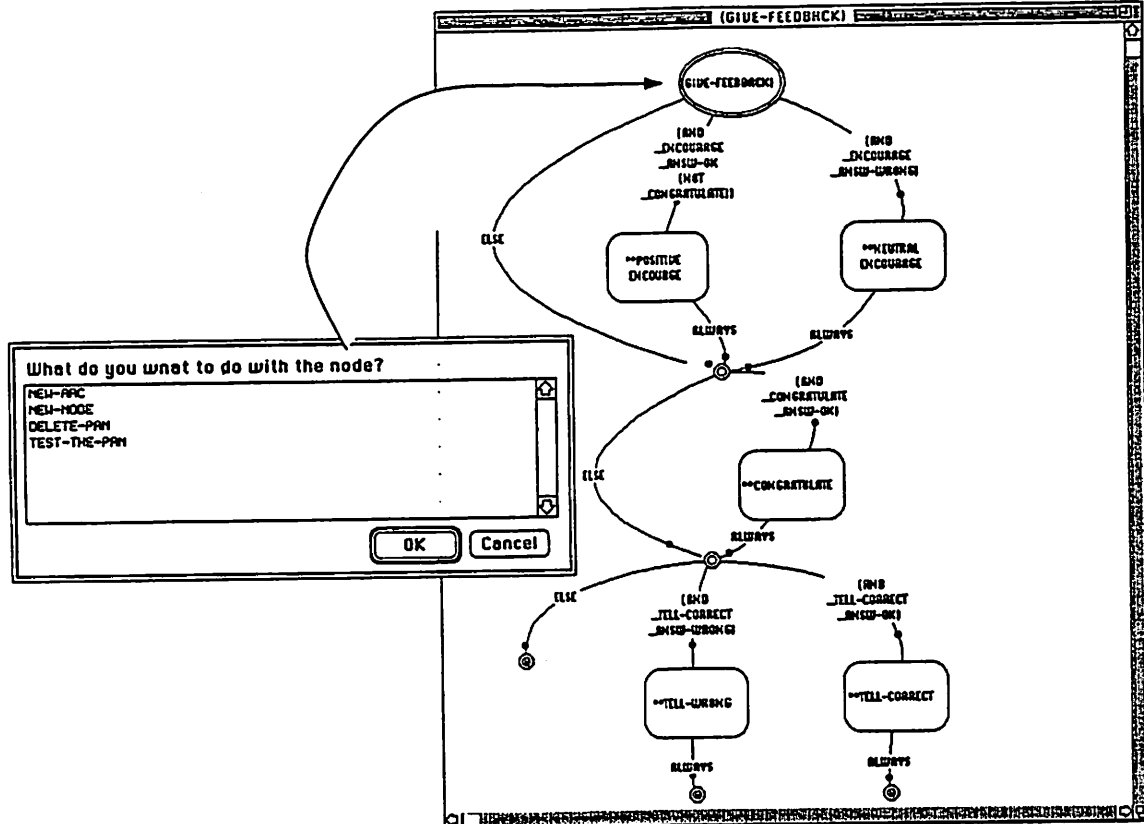 (GIVE-FEEDBACK)
(GIVE-FEEDBACK)
(AND
_ENCOURAGE
_ANSW-OK
(NOT
_CONGRATULATE))
(AND
_ENCOURAGE
_ANSW-WRONG)
ELSE
**POSITIVE
ENCOURGE
**NEUTRAL
ENCOURAGE
ALWAYS
ALWAYS
What do you wnat to do with the node?
NEW-ARC
NEW-NODE
DELETE-PAN
TEST-THE-PAN
OK
Cancel
(AND
_CONGRATULATE
_ANSW-OK)
ELSE
**CONGRATULATE
ALWAYS
ELSE
(AND
_TELL-CORRECT
_ANSW-WRONG)
(AND
_TELL-CORRECT
_ANSW-OK)
**TELL-WRONG
**TELL-CORRECT
ALWAYS
ALWAYS